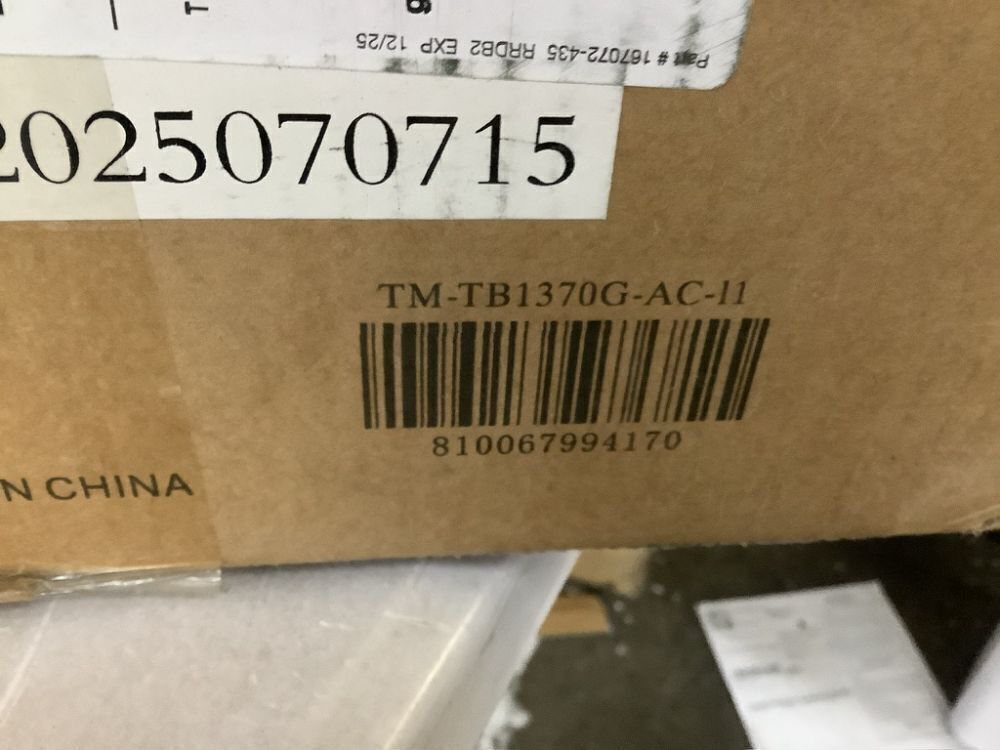 Part # 167072-435 RRDB2 EXP 12/25
2025070715
TM-TB1370G-AC-11
810067994170
N CHINA